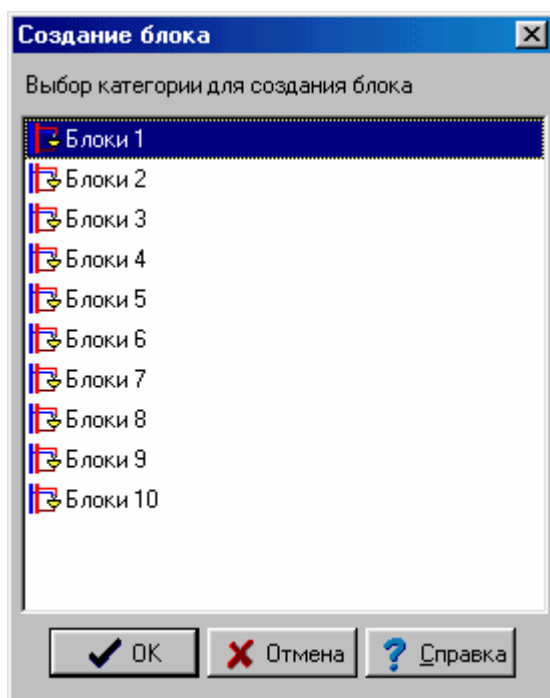 Создание блока
Выбор категории для создания блока
Блоки 1
Блоки 2
Блоки 3
Блоки 4
Блоки 5
Блоки 6
Блоки 7
Блоки 8
Блоки 9
Блоки 10
OK Отмена Справка